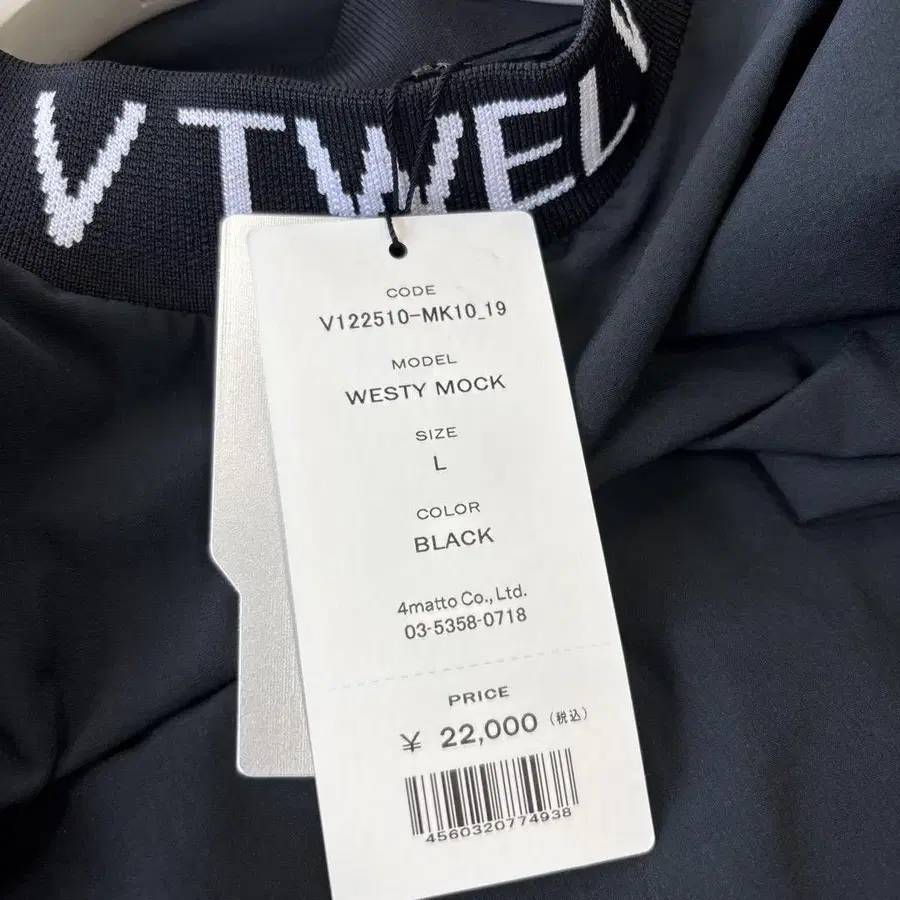 V TWEL
CODE
V122510-MK10_19
MODEL
WESTY MOCK
SIZE
L
COLOR
BLACK
4matto Co., Ltd.
03-5358-0718
PRICE
¥ 22,000 (税込)
4560320774938